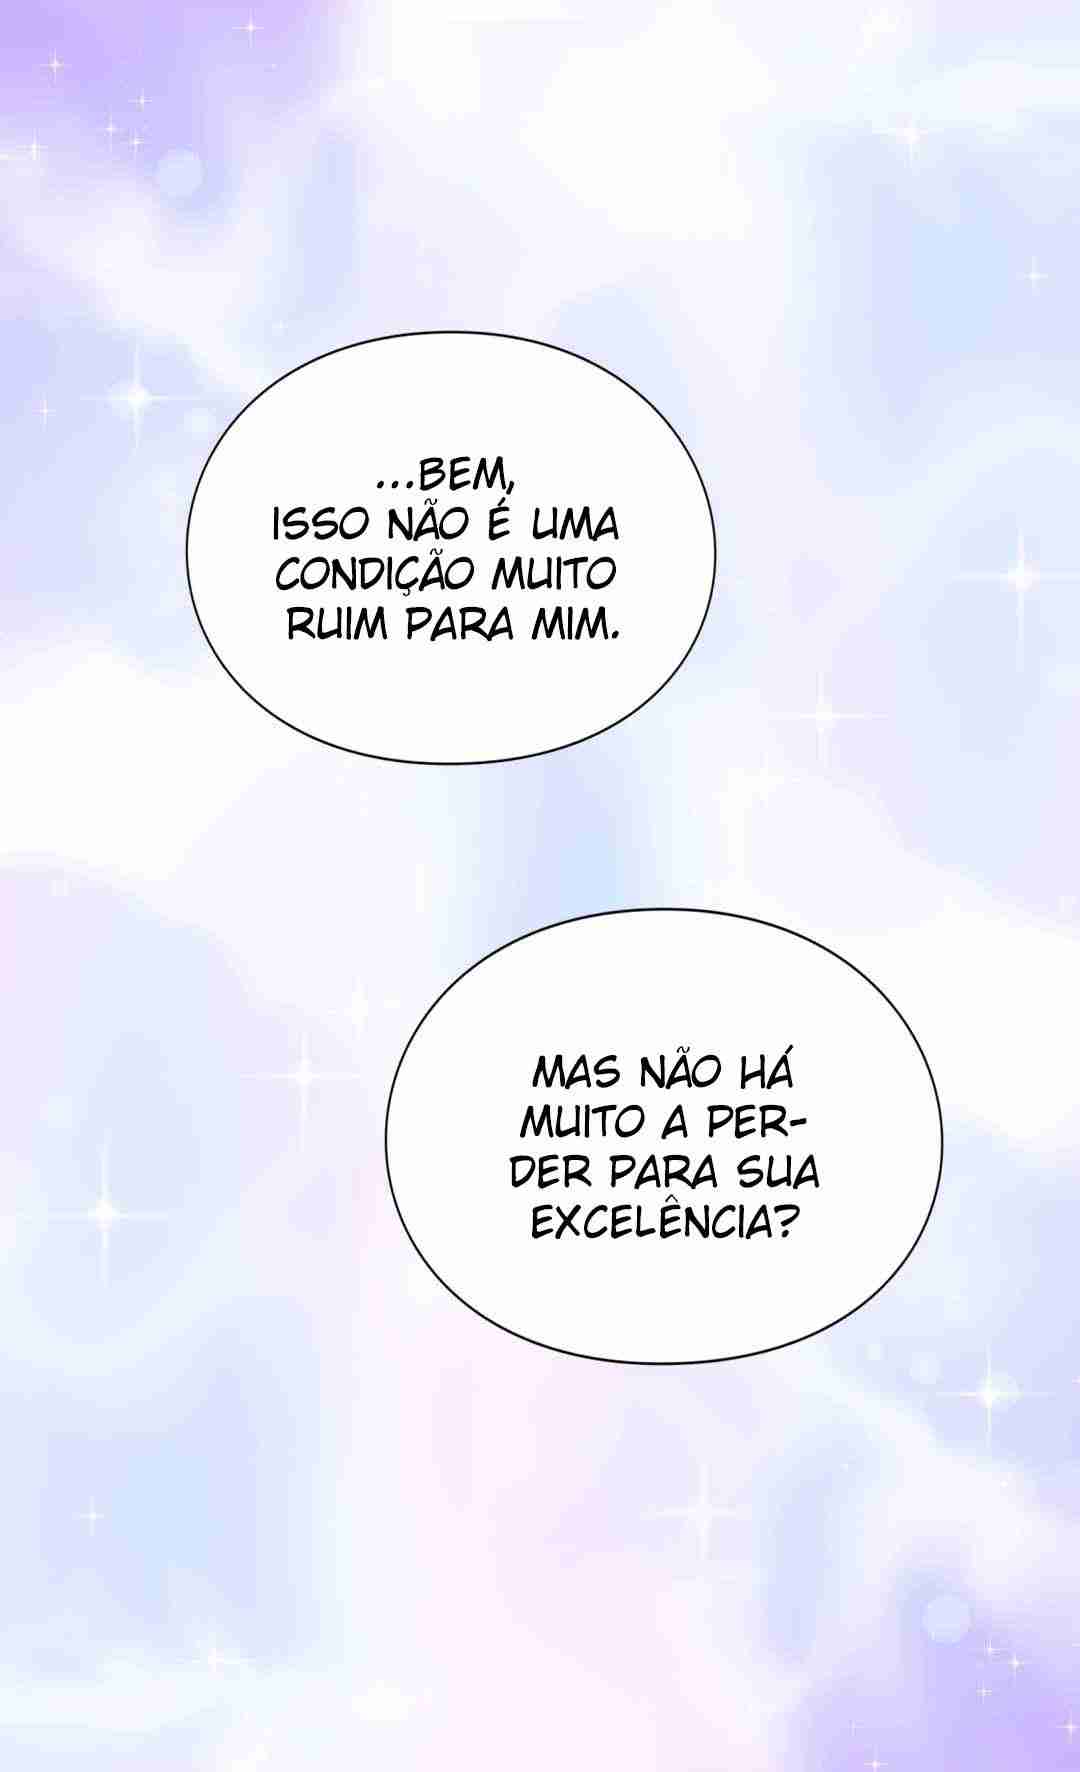 ...BEM,
ISSO NÃO É UMA
CONDIÇÃO MUITO
RUIM PARA MIM.
MAS NÃO HÁ
MUITO A PER-
DER PARA SUA
EXCELÊNCIA?